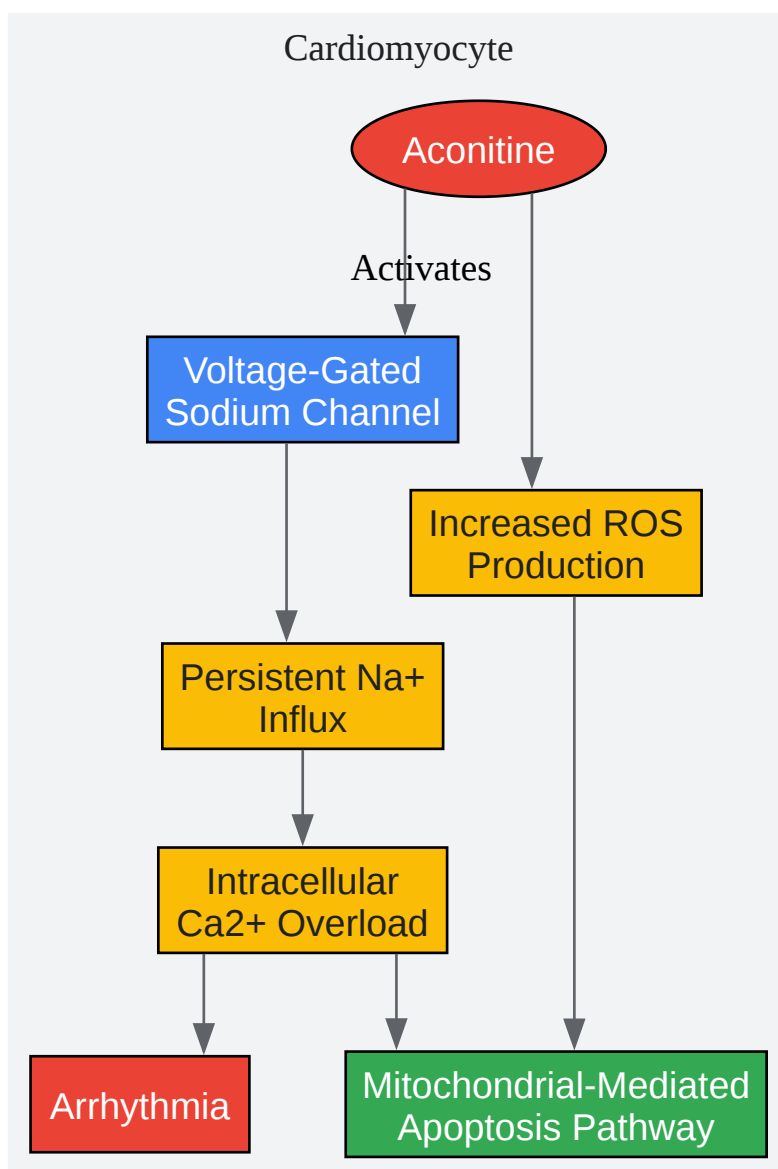 Cardiomyocyte
Aconitine
Activates
Voltage-Gated
Sodium Channel
Increased ROS
Production
Persistent Na+
Influx
Intracellular
Ca2+ Overload
Arrhythmia
Mitochondrial-Mediated
Apoptosis Pathway